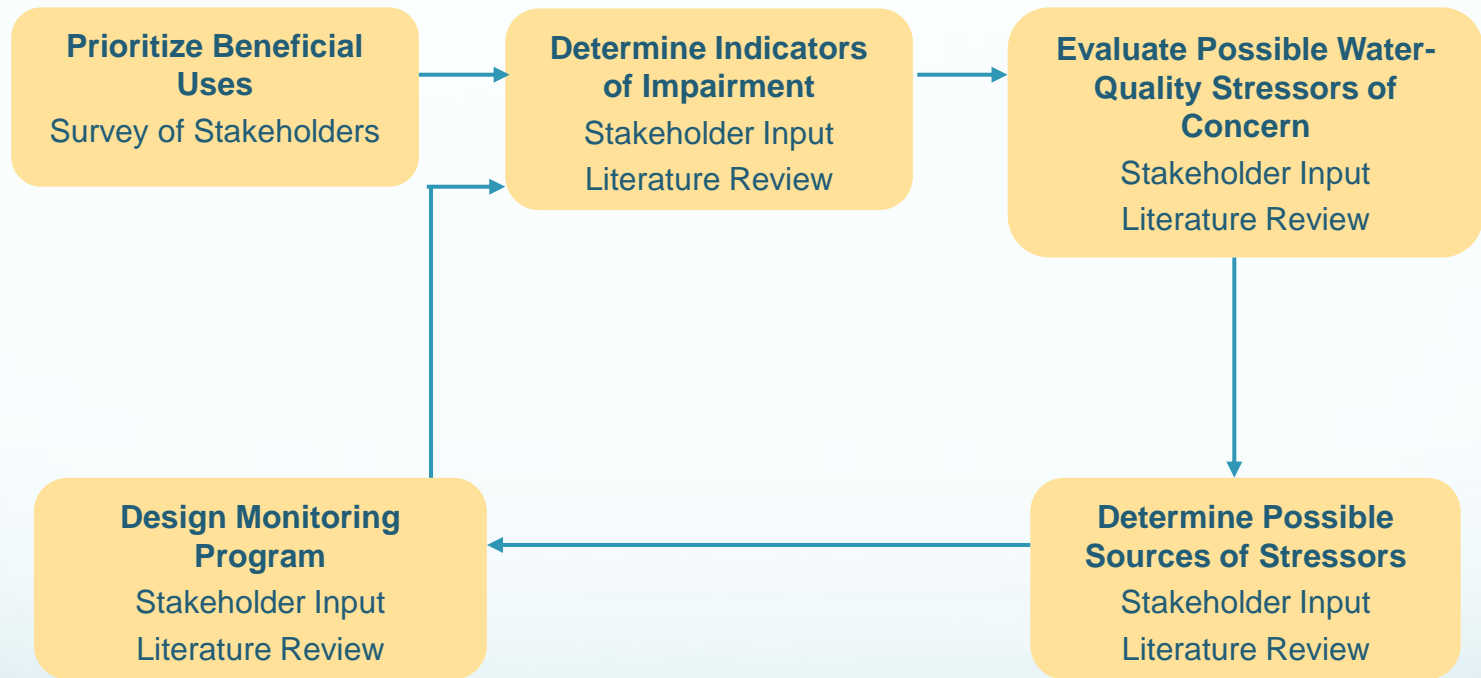 Prioritize Beneficial
Uses
Survey of Stakeholders
Determine Indicators
of Impairment
Stakeholder Input
Literature Review
Evaluate Possible Water-
Quality Stressors of
Concern
Stakeholder Input
Literature Review
Design Monitoring
Program
Stakeholder Input
Literature Review
Determine Possible
Sources of Stressors
Stakeholder Input
Literature Review